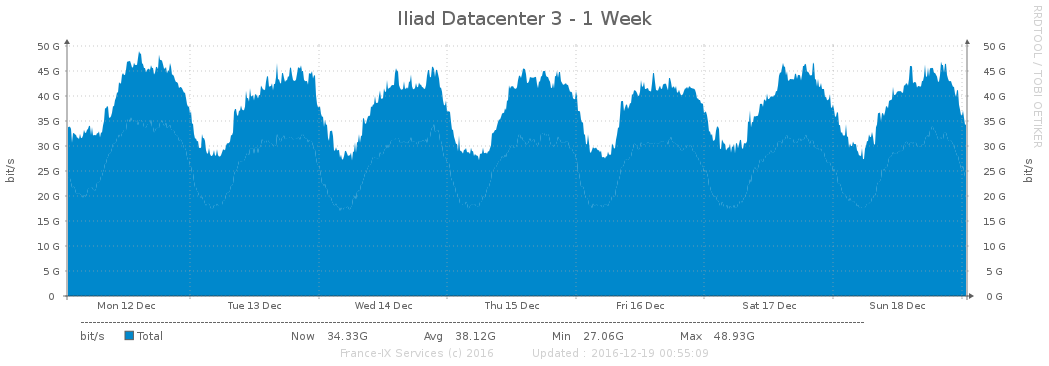 Iliad Datacenter 3 - 1 Week
RRDTOOL / TOBI OETIKER
bit/s
50 G 50 G
45 G 45 G
40 G 40 G
35 G 35 G
30 G 30 G
25 G 25 G
20 G 20 G
15 G 15 G
10 G 10 G
5 G 5 G
0 0 G
bit/s
Mon 12 Dec Tue 13 Dec Wed 14 Dec Thu 15 Dec Fri 16 Dec Sat 17 Dec Sun 18 Dec
bit/s Total Now 34.33G Avg 38.12G Min 27.06G Max 48.93G
France-IX Services (c) 2016 Updated : 2016-12-19 00:55:09